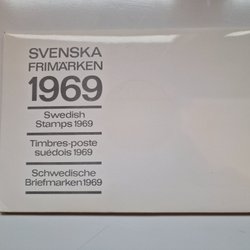 SVENSKA
FRIMÄRKEN
1969
Swedish
Stamps 1969
Timbres-poste
suédois 1969
Schwedische
Briefmarken 1969